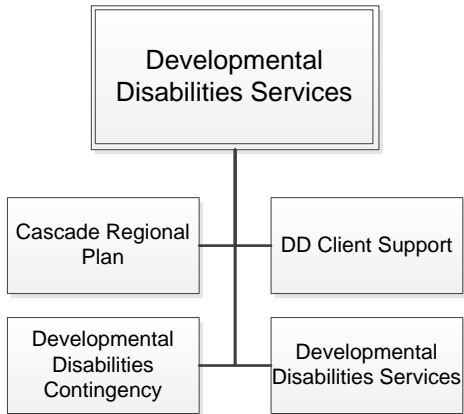 Developmental
Disabilities Services
Cascade Regional
Plan
DD Client Support
Developmental
Disabilities
Contingency
Developmental
Disabilities Services